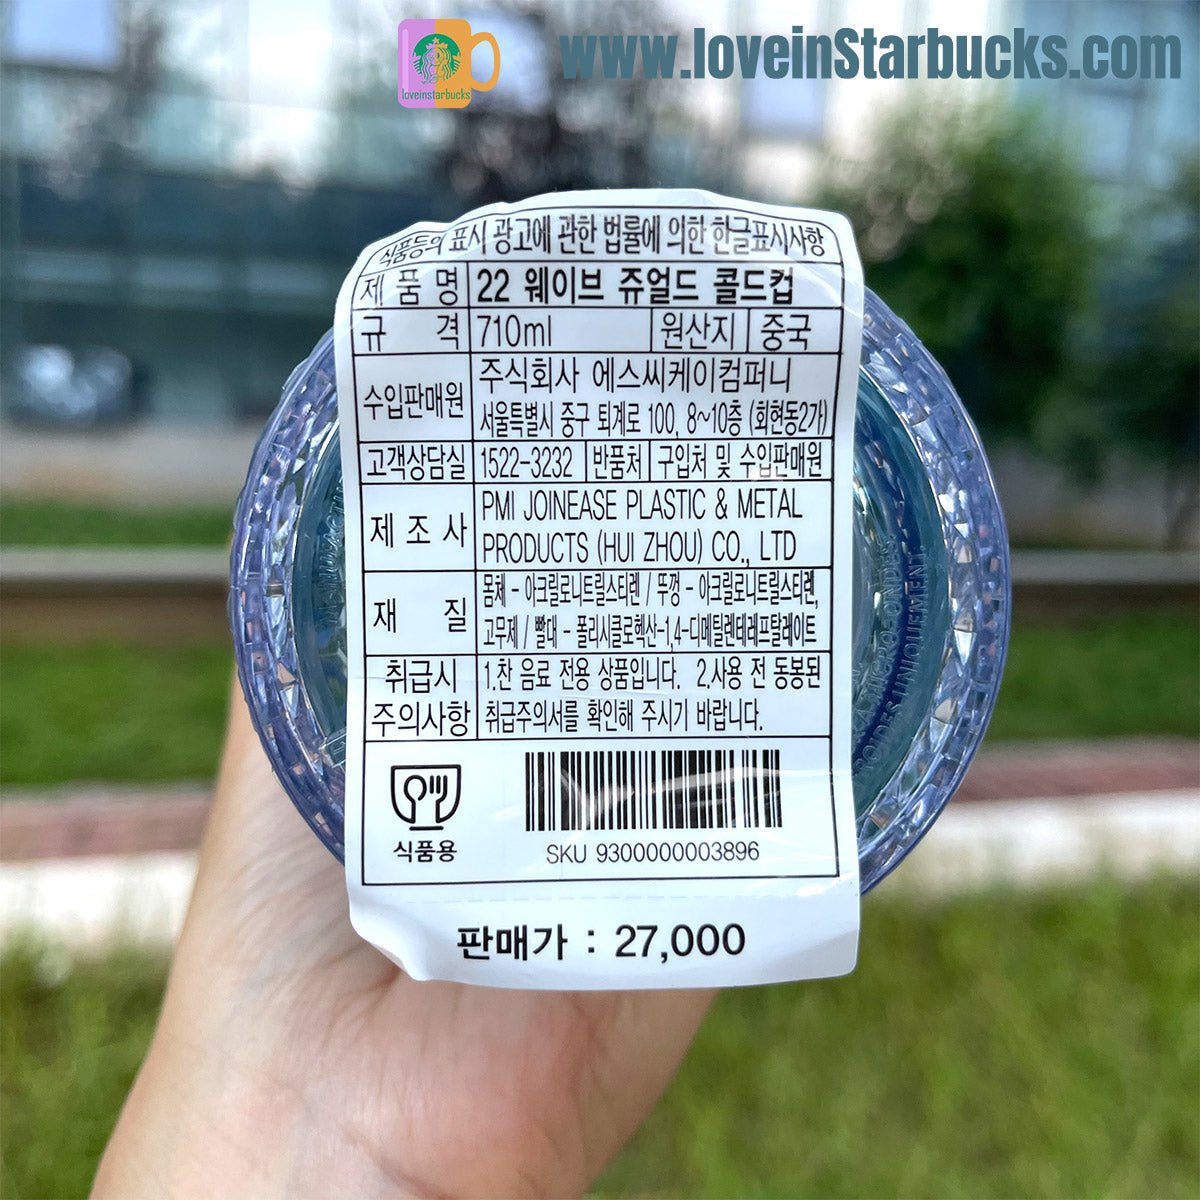 loveinstarbucks
www.loveinStarbucks.com
식품등의 표시 광고에 관한 법률에 의한 한글표시사항
제 품 명 22 웨이브 쥬얼드 콜드컵
규 격 710ml 원산지 중국
수입판매원 주식회사 에스씨케이컴퍼니
서울특별시 중구 퇴계로 100, 8~10층 (회현동2가)
고객상담실 1522-3232 반품처 구입처 및 수입판매원
제 조 사 PMI JOINEASE PLASTIC & METAL
PRODUCTS (HUI ZHOU) CO., LTD
재 질 몸체 - 아크릴로니트릴스티렌 / 뚜껑 - 아크릴로니트릴스티렌,
고무제 / 빨대 - 폴리시클로헥산-1,4-디메틸렌테레프탈레이트
취급시 1.찬 음료 전용 상품입니다. 2.사용 전 동봉된
주의사항 취급주의서를 확인해 주시기 바랍니다.
식품용
SKU 9300000003896
판매가 : 27,000
MICROONDES
UNIQUEMENT